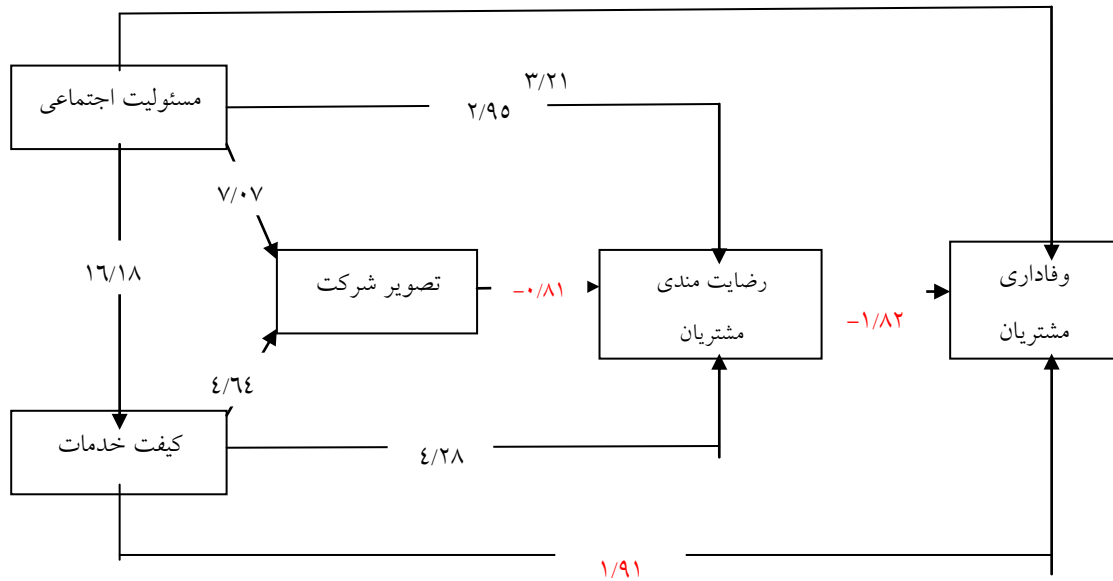 مسئولیت اجتماعی
۳/۲۱
۲/۹۵
۷/۰۷
۱٦/۱۸
تصویر شرکت
-۰/۸۱
رضایت مندی
مشتریان
-۱/۸۲
وفاداری
مشتریان
٤/٦٤
کیفت خدمات
٤/۲۸
۱/۹۱